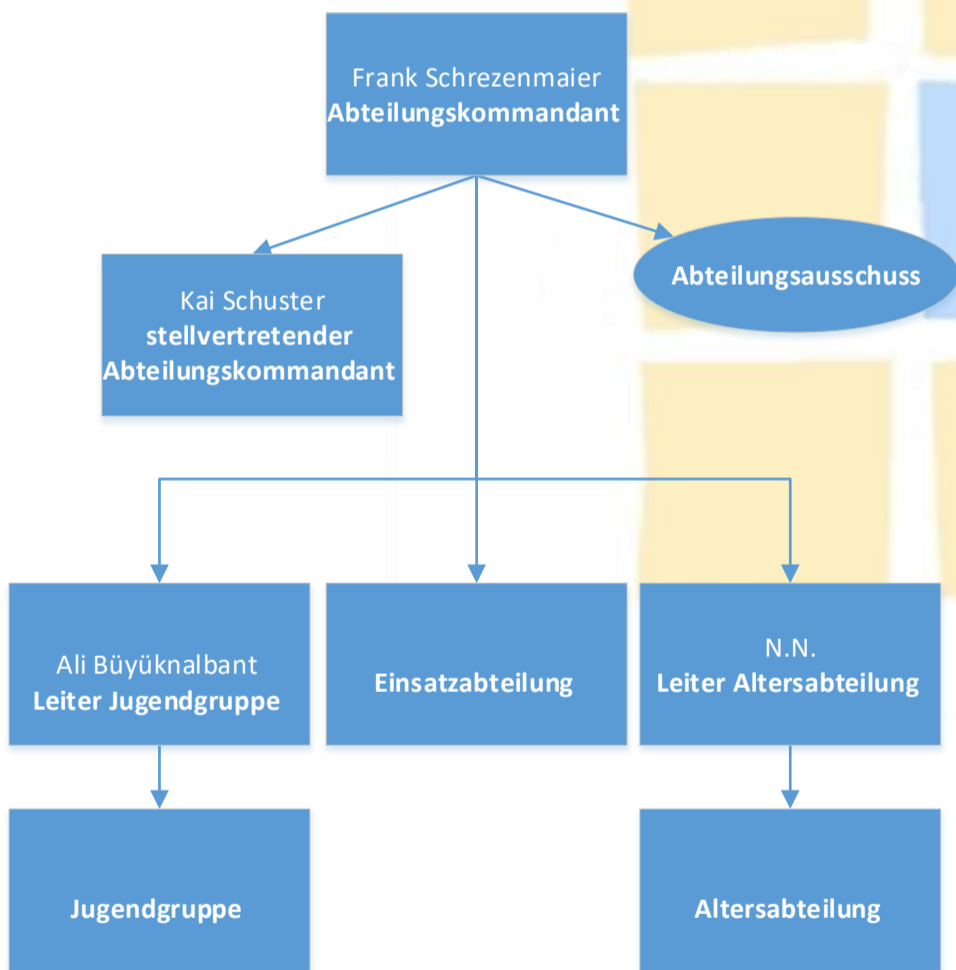 Frank Schrezenmaier
Abteilungskommandant
Kai Schuster
stellvertretender
Abteilungskommandant
Abteilungsausschuss
Ali Büyüknalbant
Leiter Jugendgruppe
Einsatzabteilung
N.N.
Leiter Altersabteilung
Jugendgruppe
Altersabteilung